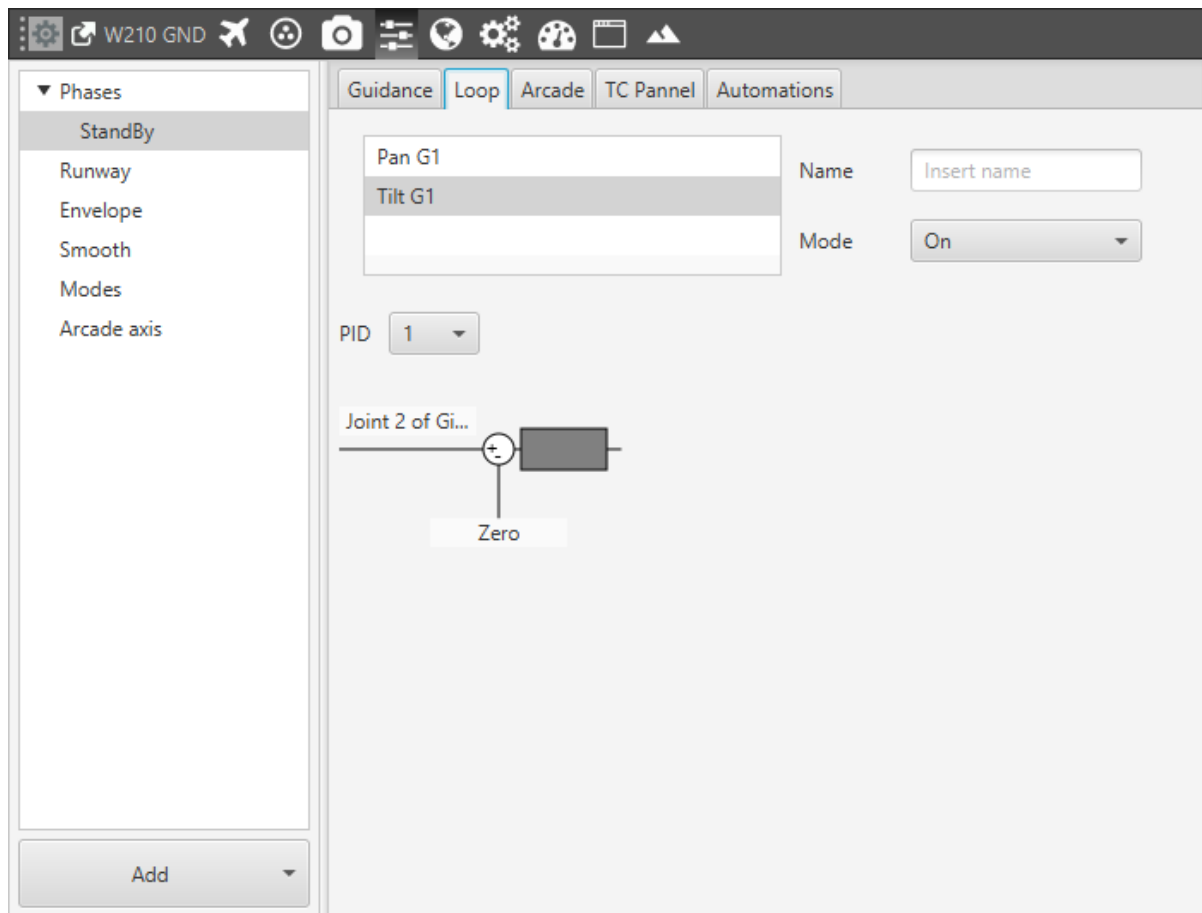 W210 GND
Phases
StandBy
Runway
Envelope
Smooth
Modes
Arcade axis
Add
Guidance Loop Arcade TC Pannel Automations
Pan G1
Tilt G1
Name Insert name
Mode On
PID 1
Joint 2 of Gi...
+
-
Zero